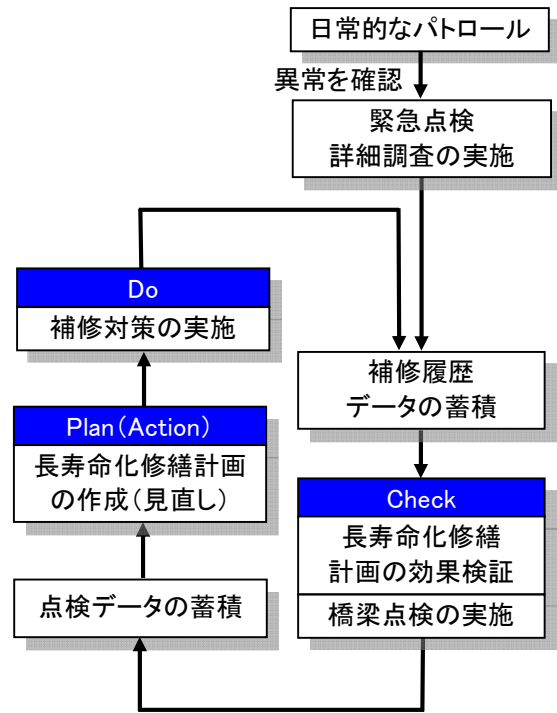 日常的なパトロール
異常を確認
緊急点検
詳細調査の実施
Do
補修対策の実施
補修履歴
データの蓄積
Plan(Action)
長寿命化修繕計画
の作成(見直し)
Check
長寿命化修繕
計画の効果検証
橋梁点検の実施
点検データの蓄積